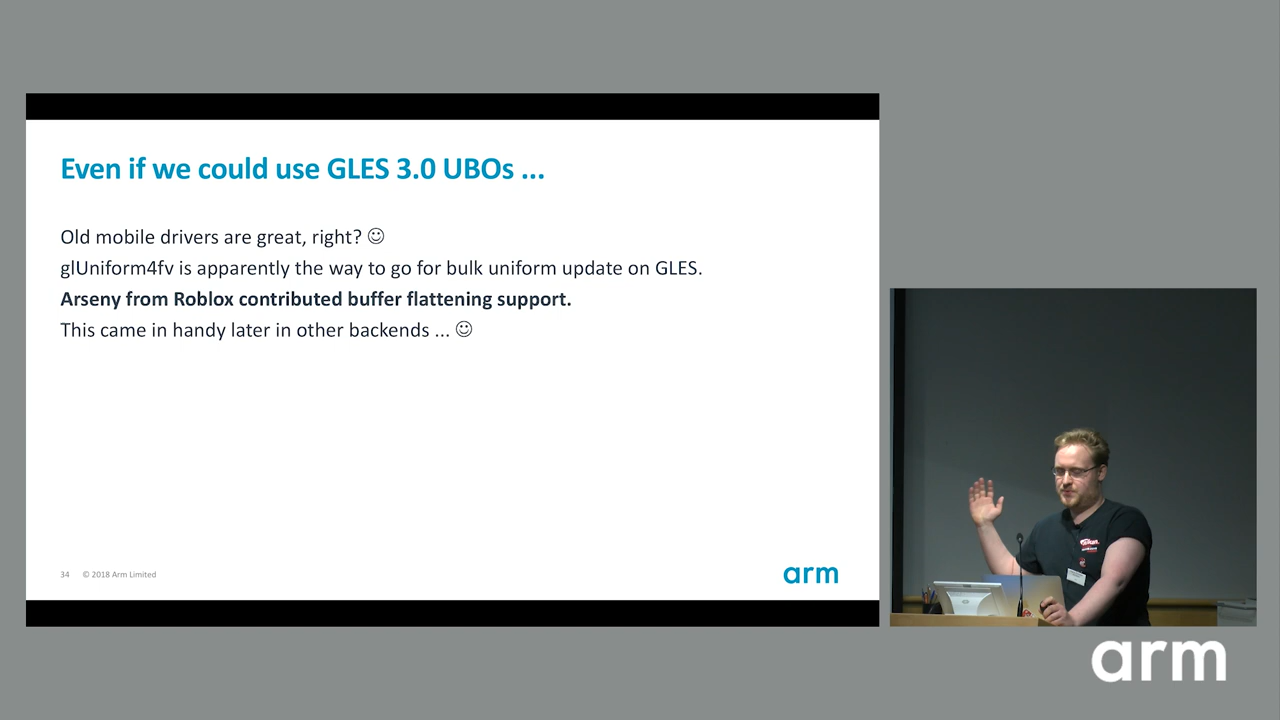 Even if we could use GLES 3.0 UBOs ...
Old mobile drivers are great, right? ☺
glUniform4fv is apparently the way to go for bulk uniform update on GLES.
Arseny from Roblox contributed buffer flattening support.
This came in handy later in other backends ... ☺
34 © 2018 Arm Limited
arm
arm